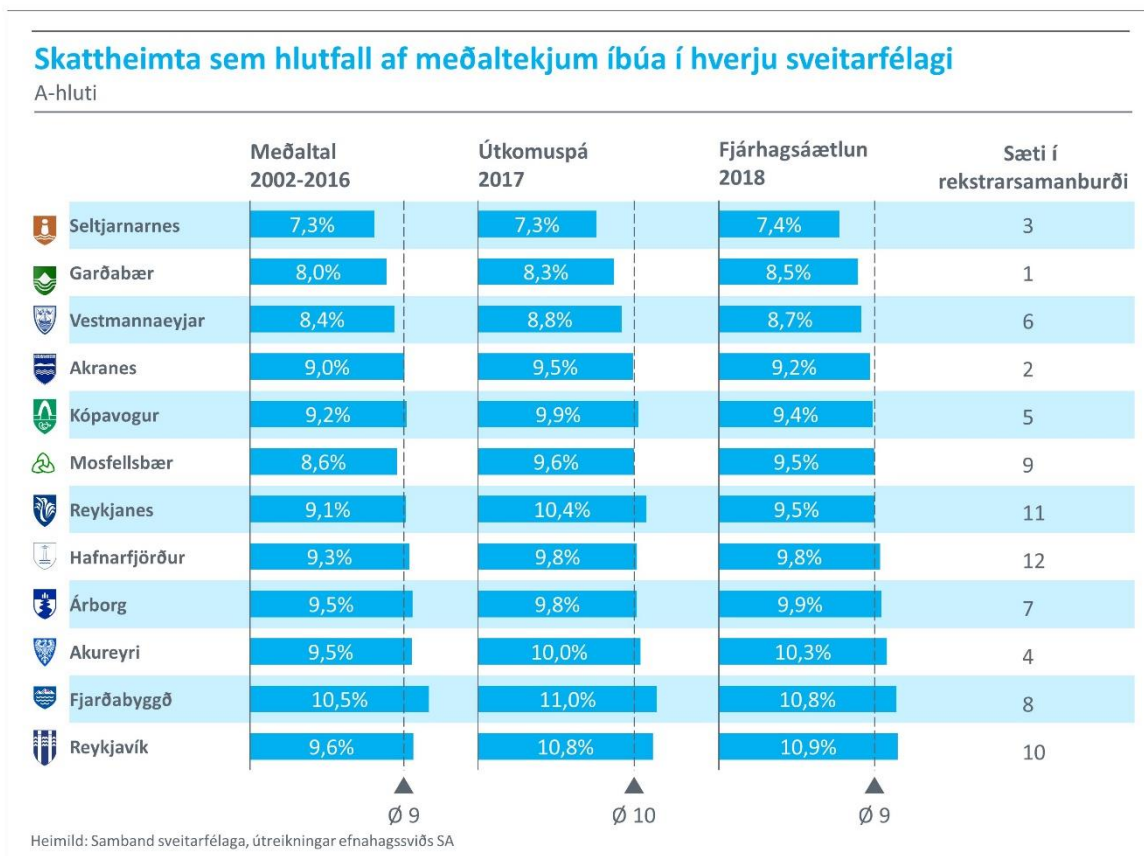 Skattheimta sem hlutfall af meðaltekjum íbúa í hverju sveitarfélagi
A-hluti
Meðaltal 2002-2016
Útkomuspá 2017
Fjárhagsáætlun 2018
Sæti í rekstrarsamanburði
Seltjarnarnes 7,3% 7,3% 7,4% 3
Garðabær 8,0% 8,3% 8,5% 1
Vestmannaeyjar 8,4% 8,8% 8,7% 6
Akranes 9,0% 9,5% 9,2% 2
Kópavogur 9,2% 9,9% 9,4% 5
Mosfellsbær 8,6% 9,6% 9,5% 9
Reykjanes 9,1% 10,4% 9,5% 11
Hafnarfjörður 9,3% 9,8% 9,8% 12
Árborg 9,5% 9,8% 9,9% 7
Akureyri 9,5% 10,0% 10,3% 4
Fjarðabyggð 10,5% 11,0% 10,8% 8
Reykjavík 9,6% 10,8% 10,9% 10
Ø 9 Ø 10 Ø 9
Heimild: Samband sveitarfélaga, útreikningar efnahagssviðs SA